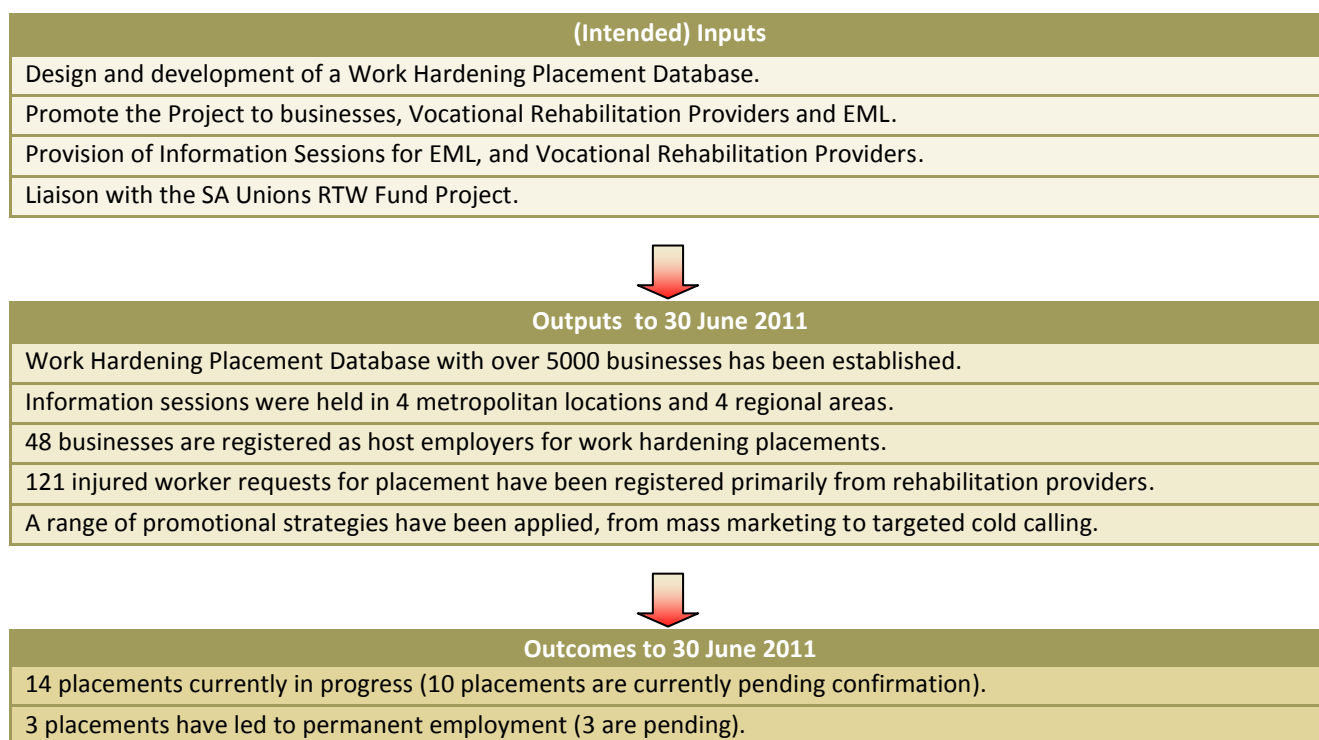 (Intended) Inputs
Design and development of a Work Hardening Placement Database.
Promote the Project to businesses, Vocational Rehabilitation Providers and EML.
Provision of Information Sessions for EML, and Vocational Rehabilitation Providers.
Liaison with the SA Unions RTW Fund Project.
Outputs to 30 June 2011
Work Hardening Placement Database with over 5000 businesses has been established.
Information sessions were held in 4 metropolitan locations and 4 regional areas.
48 businesses are registered as host employers for work hardening placements.
121 injured worker requests for placement have been registered primarily from rehabilitation providers.
A range of promotional strategies have been applied, from mass marketing to targeted cold calling.
Outcomes to 30 June 2011
14 placements currently in progress (10 placements are currently pending confirmation).
3 placements have led to permanent employment (3 are pending).